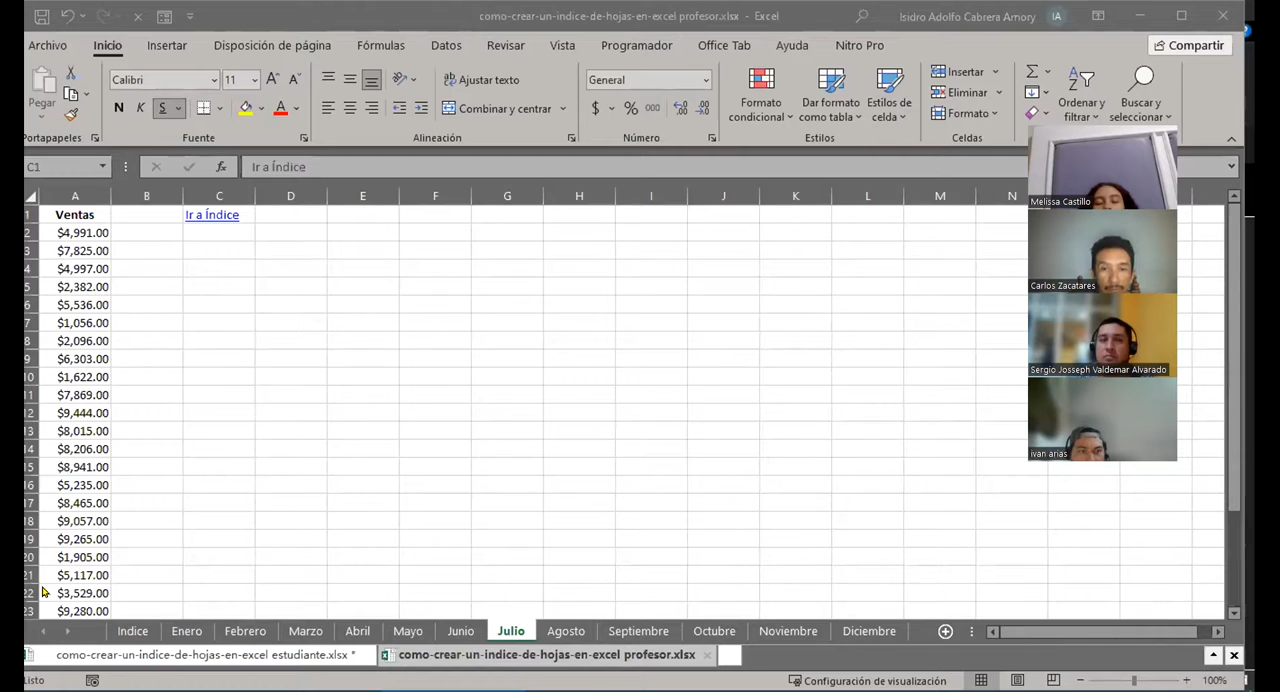 como-crear-un-indice-de-hojas-en-excel profesor.xlsx - Excel
Isidro Adolfo Cabrera Amory
IA
Archivo Inicio Insertar Disposición de página Fórmulas Datos Revisar Vista Programador Office Tab Ayuda Nitro Pro Compartir
Pegar
Calibri 11
N K S
Ajustar texto
Combinar y centrar
General
$ % 000
Formato condicional
Dar formato como tabla
Estilos de celda
Insertar
Eliminar
Formato
Ordenar y filtrar
Buscar y seleccionar
Portapapeles Fuente Alineación Número Estilos Celdas
C1 fx Ir a Índice
A B C D E F G H I J K L M N
1 Ventas Ir a Índice
2 $4,991.00
3 $7,825.00
4 $4,997.00
5 $2,382.00
6 $5,536.00
7 $1,056.00
8 $2,096.00
9 $6,303.00
10 $1,622.00
11 $7,869.00
12 $9,444.00
13 $8,015.00
14 $8,206.00
15 $8,941.00
16 $5,235.00
17 $8,465.00
18 $9,057.00
19 $9,265.00
20 $1,905.00
21 $5,117.00
22 $3,529.00
23 $9,280.00
Melissa Castillo
Carlos Zacatares
Sergio Josseph Valdemar Alvarado
ivan arias
Indice Enero Febrero Marzo Abril Mayo Junio Julio Agosto Septiembre Octubre Noviembre Diciembre
como-crear-un-indice-de-hojas-en-excel estudiante.xlsx *
como-crear-un-indice-de-hojas-en-excel profesor.xlsx
Listo
Configuración de visualización
100%